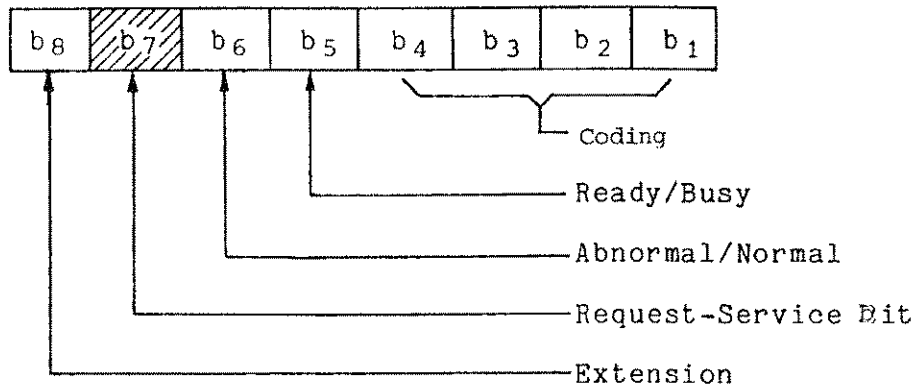 b8 b7 b6 b5 b4 b3 b2 b1
Coding
Ready/Busy
Abnormal/Normal
Request-Service Bit
Extension